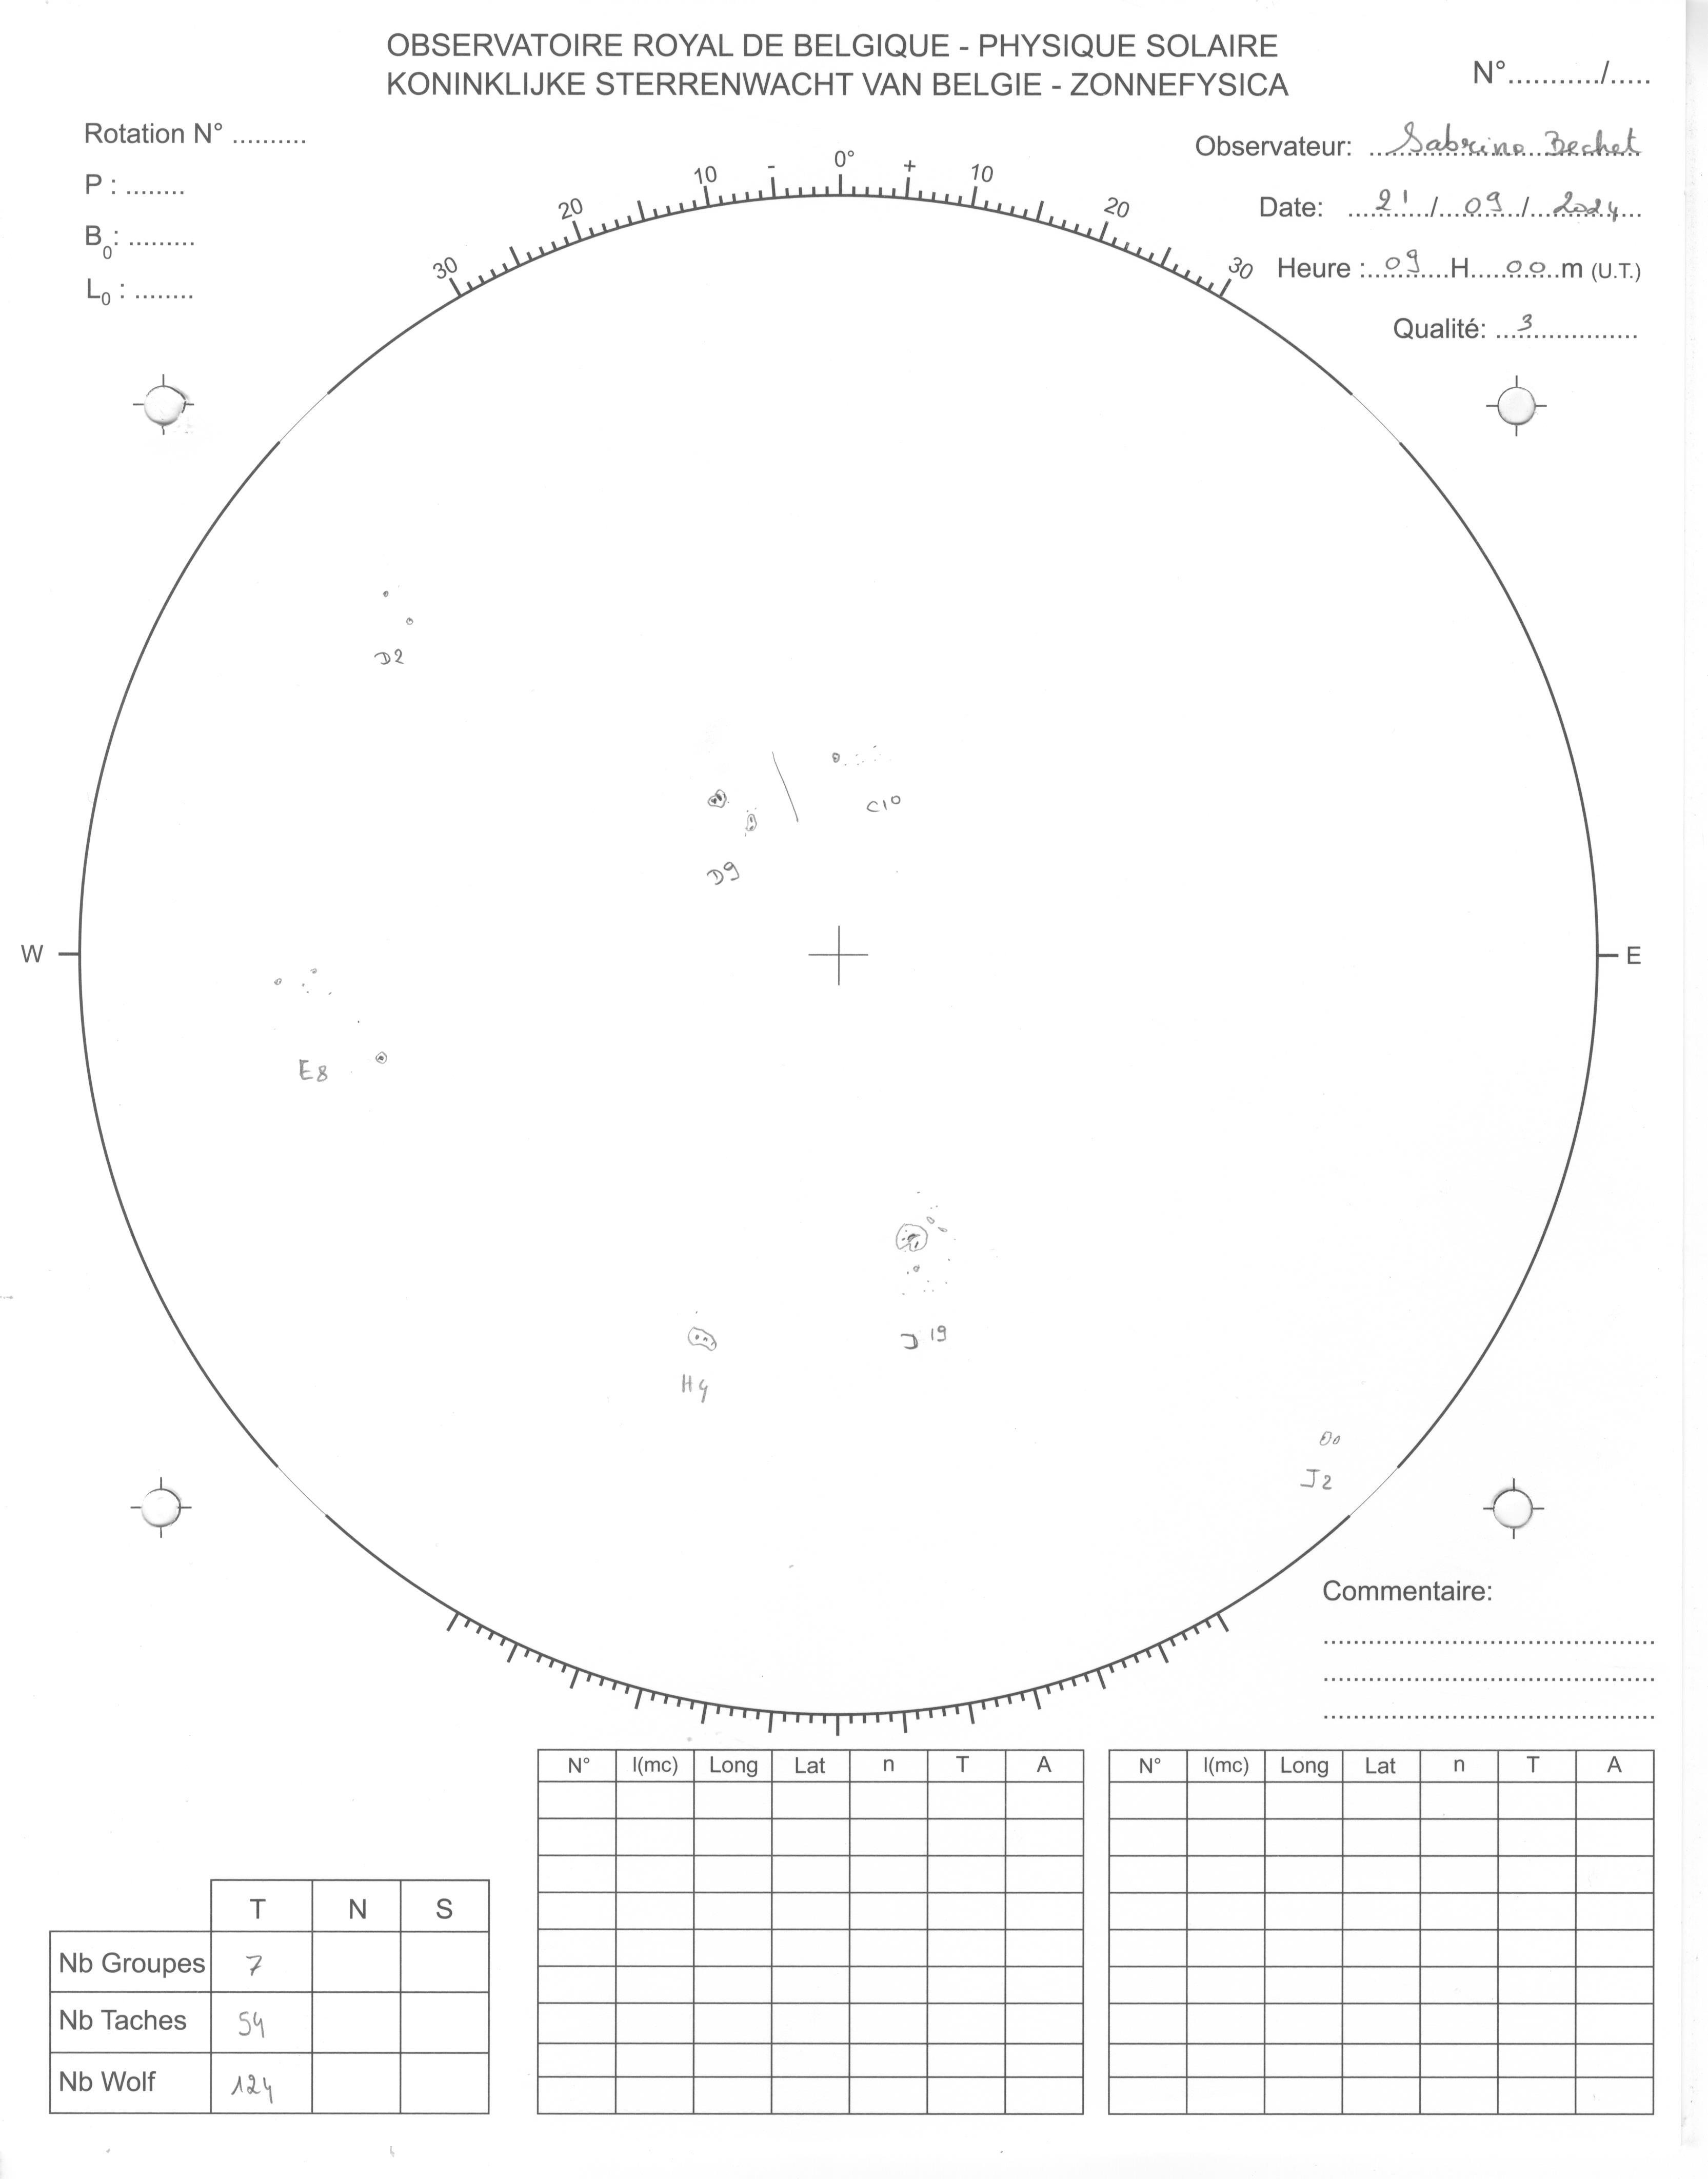 OBSERVATOIRE ROYAL DE BELGIQUE - PHYSIQUE SOLAIRE
KONINKLIJKE STERRENWACHT VAN BELGIE - ZONNEFYSICA
N°.........../.....
Rotation N° ..........
P : ........
B0: .........
L0 : ........
Observateur: Sabrina Bechet
Date: 21 / 09 / 2024
Heure : 09 H 00 m (U.T.)
Qualité: 3
30 20 10 - 0° + 10 20 30
D2
C10
D9
W E
E8
D 19
H4
J2
Commentaire:
N° l(mc) Long Lat n T A
N° l(mc) Long Lat n T A
T N S
Nb Groupes 7
Nb Taches 54
Nb Wolf 124